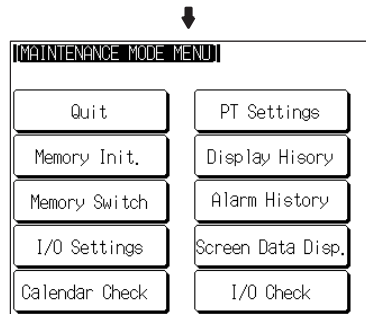 [MAINTENANCE MODE MENU]
Quit
PT Settings
Memory Init.
Display Hisory
Memory Switch
Alarm History
I/O Settings
Screen Data Disp.
Calendar Check
I/O Check